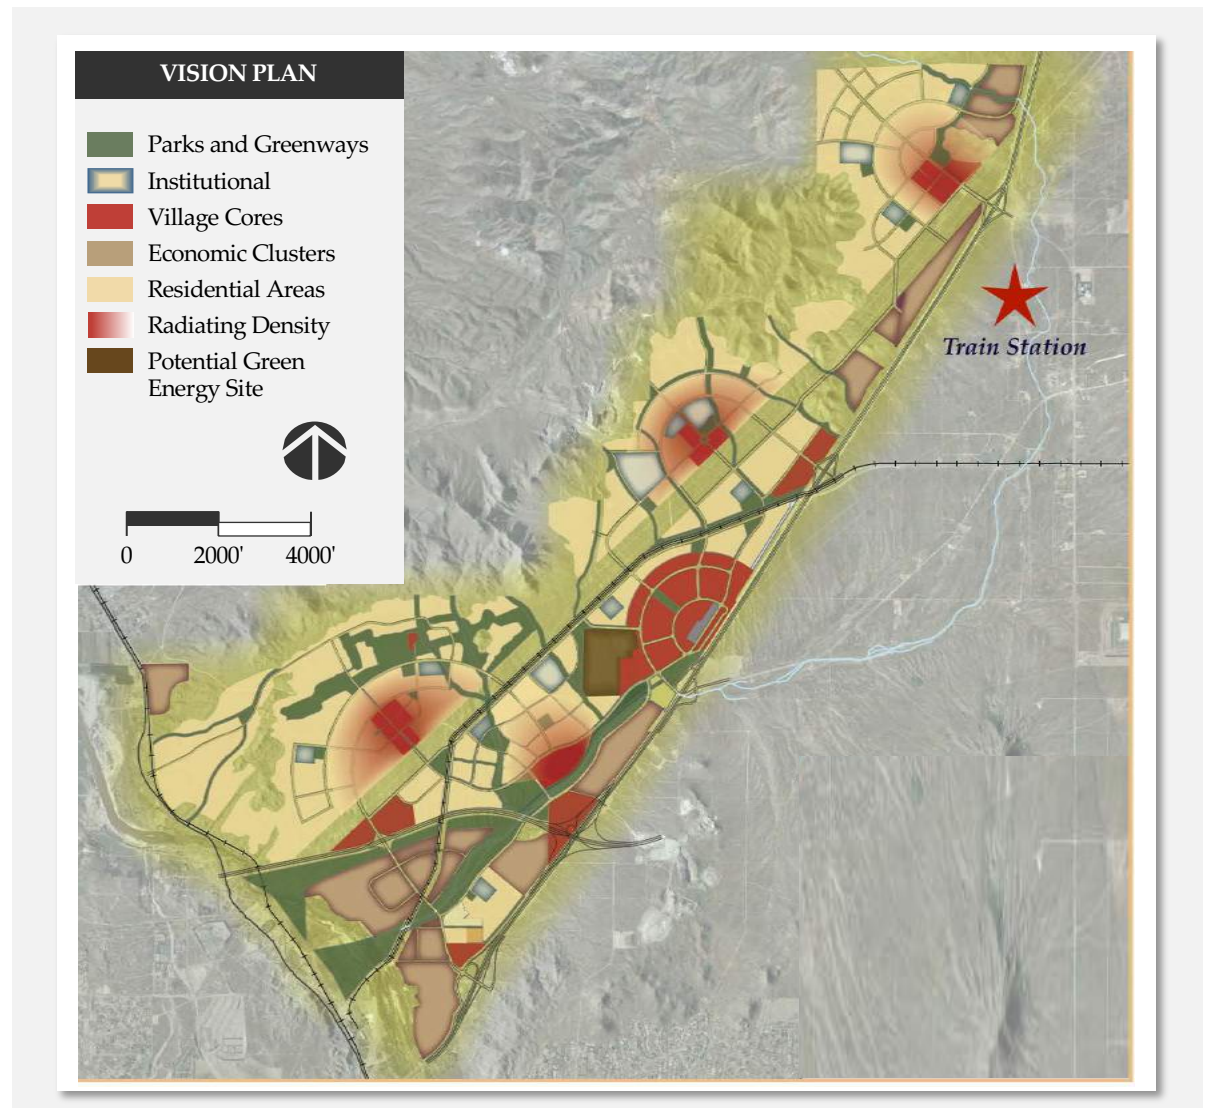 VISION PLAN
Parks and Greenways
Institutional
Village Cores
Economic Clusters
Residential Areas
Radiating Density
Potential Green
Energy Site
0 2000' 4000'
Train Station